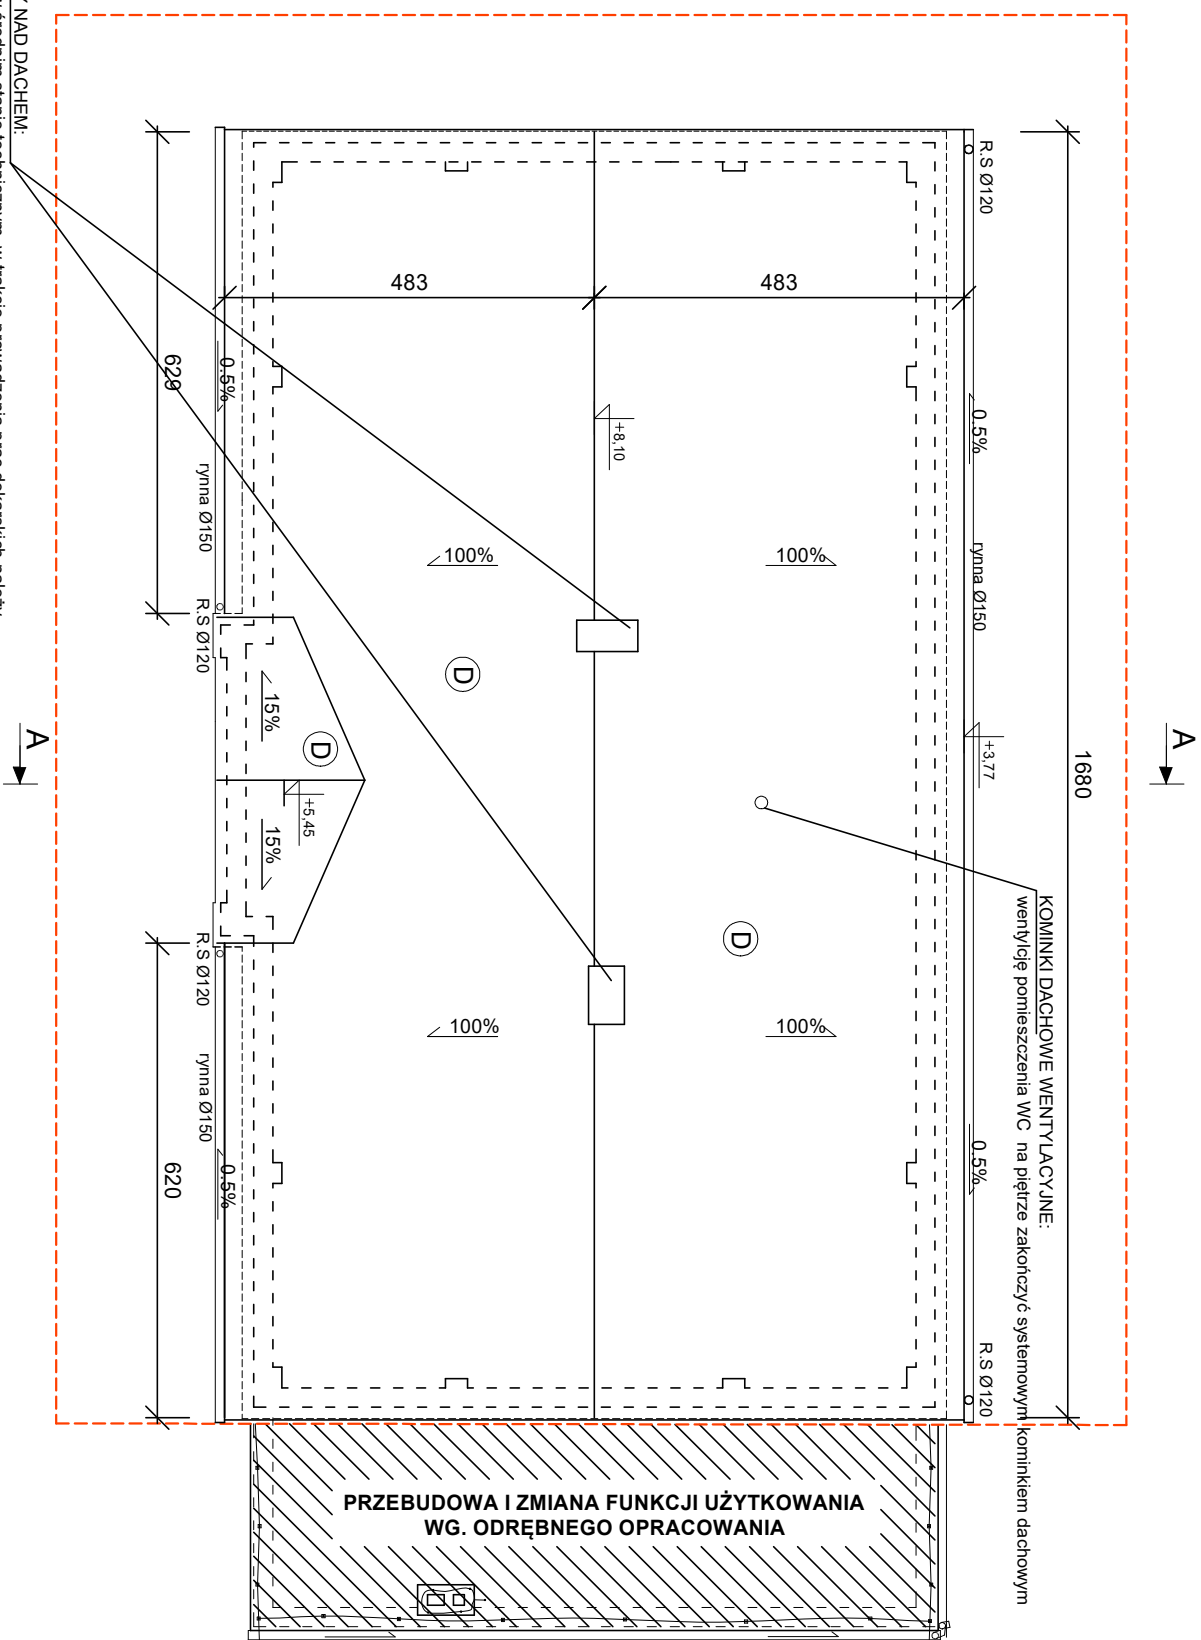 NAD DACHEM:
R.S Ø120
483
483
629
0.5%
rynna Ø150
+8,10
0.5%
rynna Ø150
100%
100%
R.S Ø120
D
15%
D
+5,45
15%
+3,77
1680
A
A
KOMINKI DACHOWE WENTYLACYJNE:
wentylcję pomieszczenia WC na piętrze zakończyć systemowym kominkiem dachowym
D
R.S Ø120
rynna Ø150
100%
100%
0.5%
620
0.5%
R.S Ø120
PRZEBUDOWA I ZMIANA FUNKCJI UŻYTKOWANIA
WG. ODRĘBNEGO OPRACOWANIA